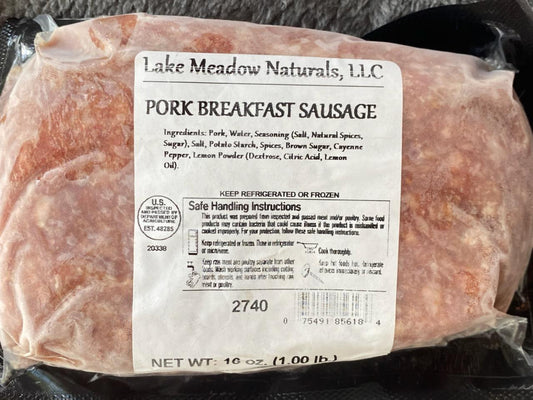 Lake Meadow Naturals, LLC
PORK BREAKFAST SAUSAGE
Ingredients: Pork, Water, Seasoning (Salt, Natural Spices,
Sugar), Salt, Potato Starch, Spices, Brown Sugar, Cayenne
Pepper, Lemon Powder (Dextrose, Citric Acid, Lemon
Oil).
KEEP REFRIGERATED OR FROZEN
Safe Handling Instructions
This product was prepared from inspected and passed meat and/or poultry. Some food
products may contain bacteria that could cause illness if the product is mishandled or
cooked improperly. For your protection, follow these safe handling instructions.
U.S.
INSPECTED
AND PASSED BY
DEPARTMENT OF
AGRICULTURE
EST. 48285
20338
Keep refrigerated or frozen. Thaw in refrigerator
or microwave.
Cook thoroughly.
Keep raw meat and poultry separate from other
foods. Wash working surfaces including cutting
boards, utensils and hands after touching raw
meat or poultry.
Keep hot foods hot. Refrigerate
immediately or discard.
2740
0 75491 85618 4
NET WT: 16 oz. (1.00 lb.)